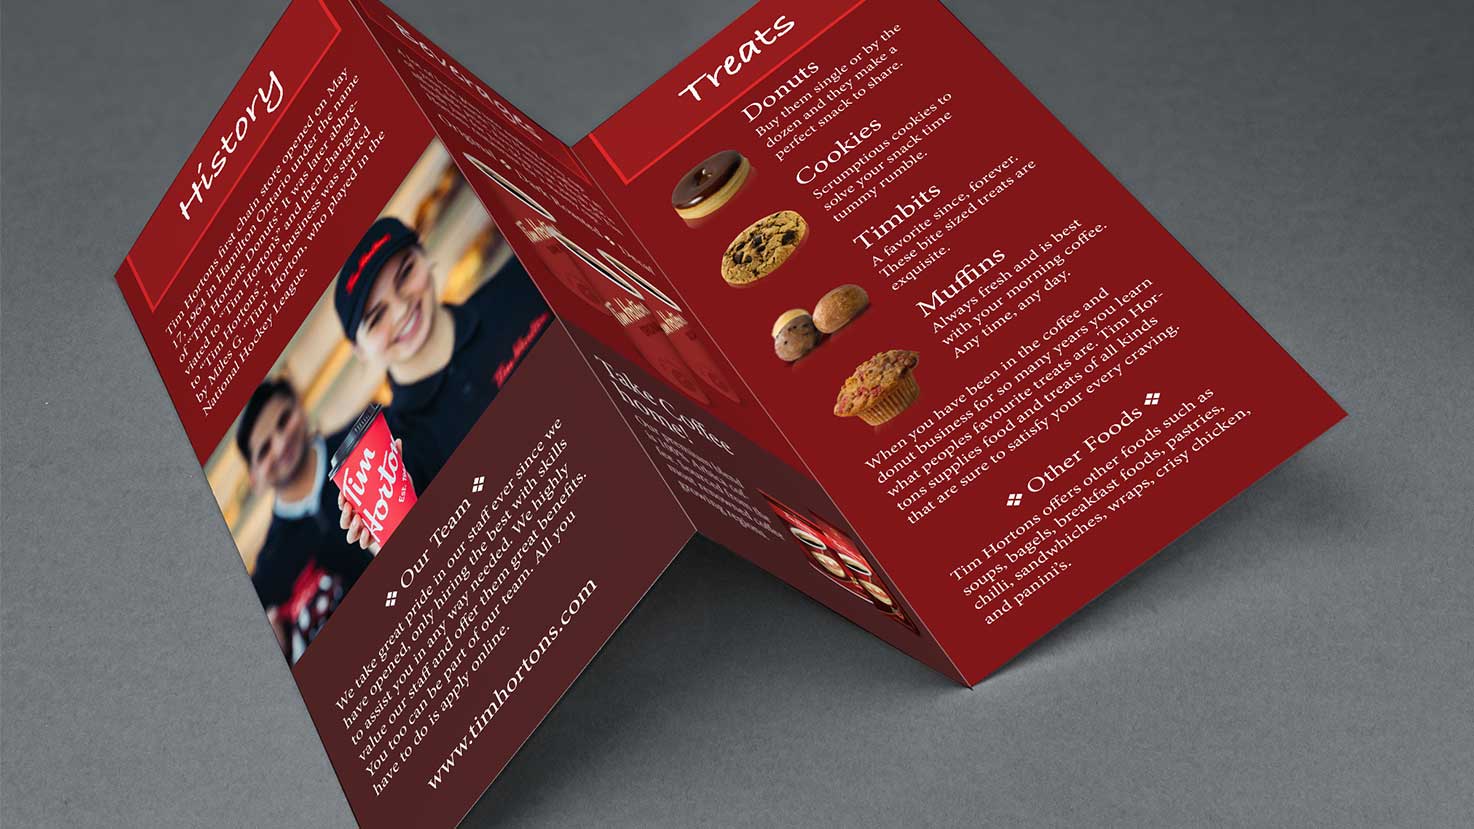 History
Tim Hortons first chain store opened on May
17, 1964 in Hamilton Ontario under the name
of "Tim Hortons Donuts". It was later abbre-
viated to "Tim Horton's" and then changed
to "Tim Hortons". The business was started
by Miles G. "Tim" Horton, who played in the
National Hockey League.
Tim Hortons
Tim
Horton
Our Team
We take great pride in our staff ever since we
have opened, only hiring the best with skills
to assist you in any way needed. We highly
value our staff and offer them great benefits.
You too can be part of our team. All you
have to do is apply online.
www.timhortons.com
Beverages
Take Coffee
Home!
Treats
Donuts
Buy them single or by the
dozen and they make a
perfect snack to share.
Cookies
Scrumptious cookies to
solve your snack time
tummy rumble.
Timbits
A favorite since, forever.
These bite sized treats are
exquisite.
Muffins
Always fresh and is best
with your morning coffee.
Any time, any day.
When you have been in the coffee and
donut business for so many years you learn
what peoples favourite treats are, Tim Hor-
tons supplies food and treats of all kinds
that are sure to satisfy your every craving.
Other Foods
Tim Hortons offers other foods such as
soups, bagels, breakfast foods, pastries,
chili, sandwhiches, wraps, crisy chicken,
and panini's.